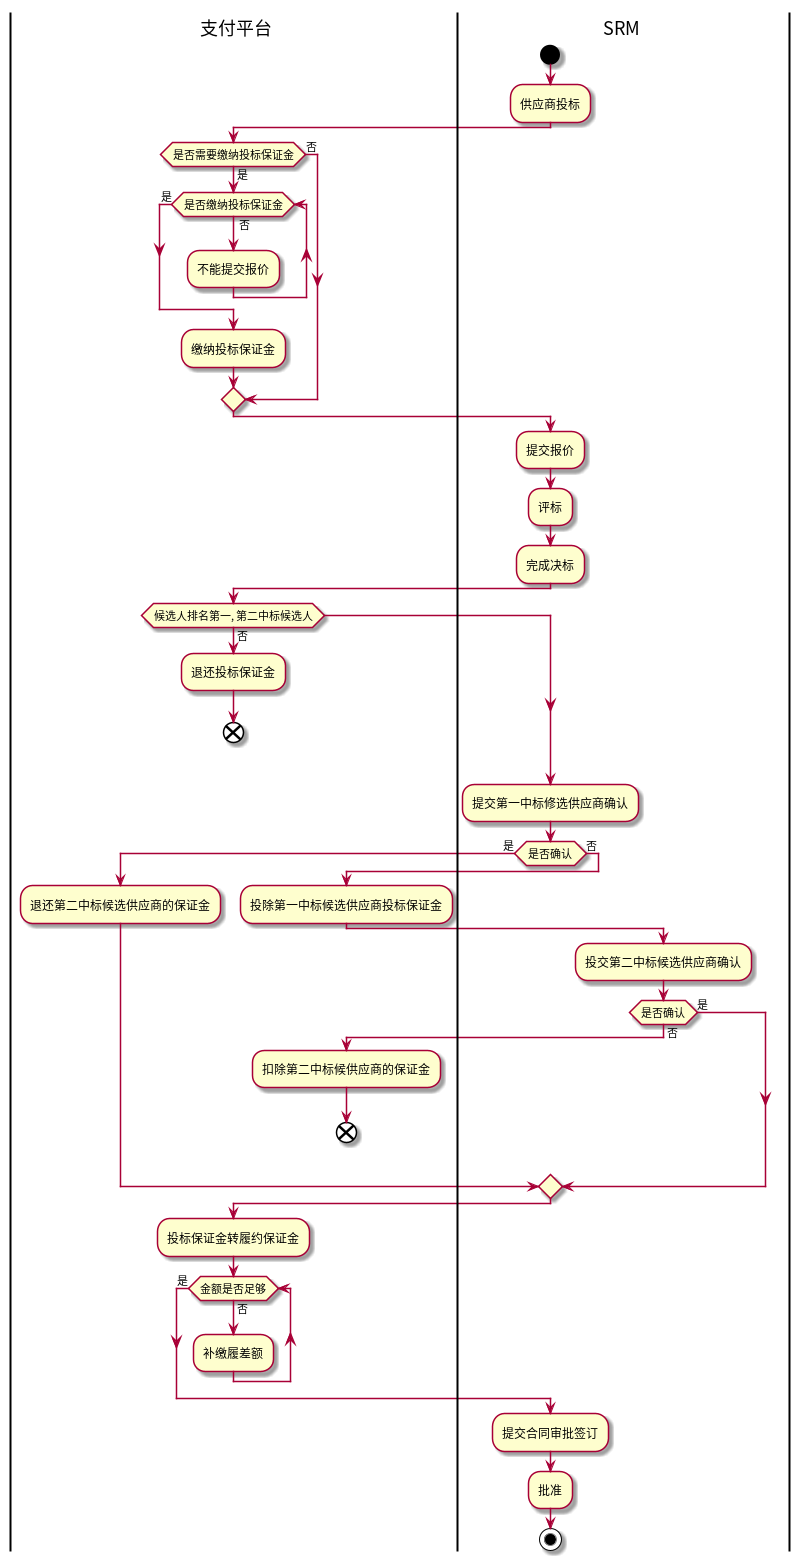 支付平台
SRM
供应商投标
是否需要缴纳投标保证金
否
是
是
是否缴纳投标保证金
否
不能提交报价
缴纳投标保证金
提交报价
评标
完成决标
候选人排名第一,第二中标候选人
否
退还投标保证金
提交第一中标修选供应商确认
是
是否确认
否
退还第二中标候选供应商的保证金
投除第一中标候选供应商投标保证金
投交第二中标候选供应商确认
是否确认
是
否
扣除第二中标候供应商的保证金
投标保证金转履约保证金
是
金额是否足够
否
补缴履差额
提交合同审批签订
批准